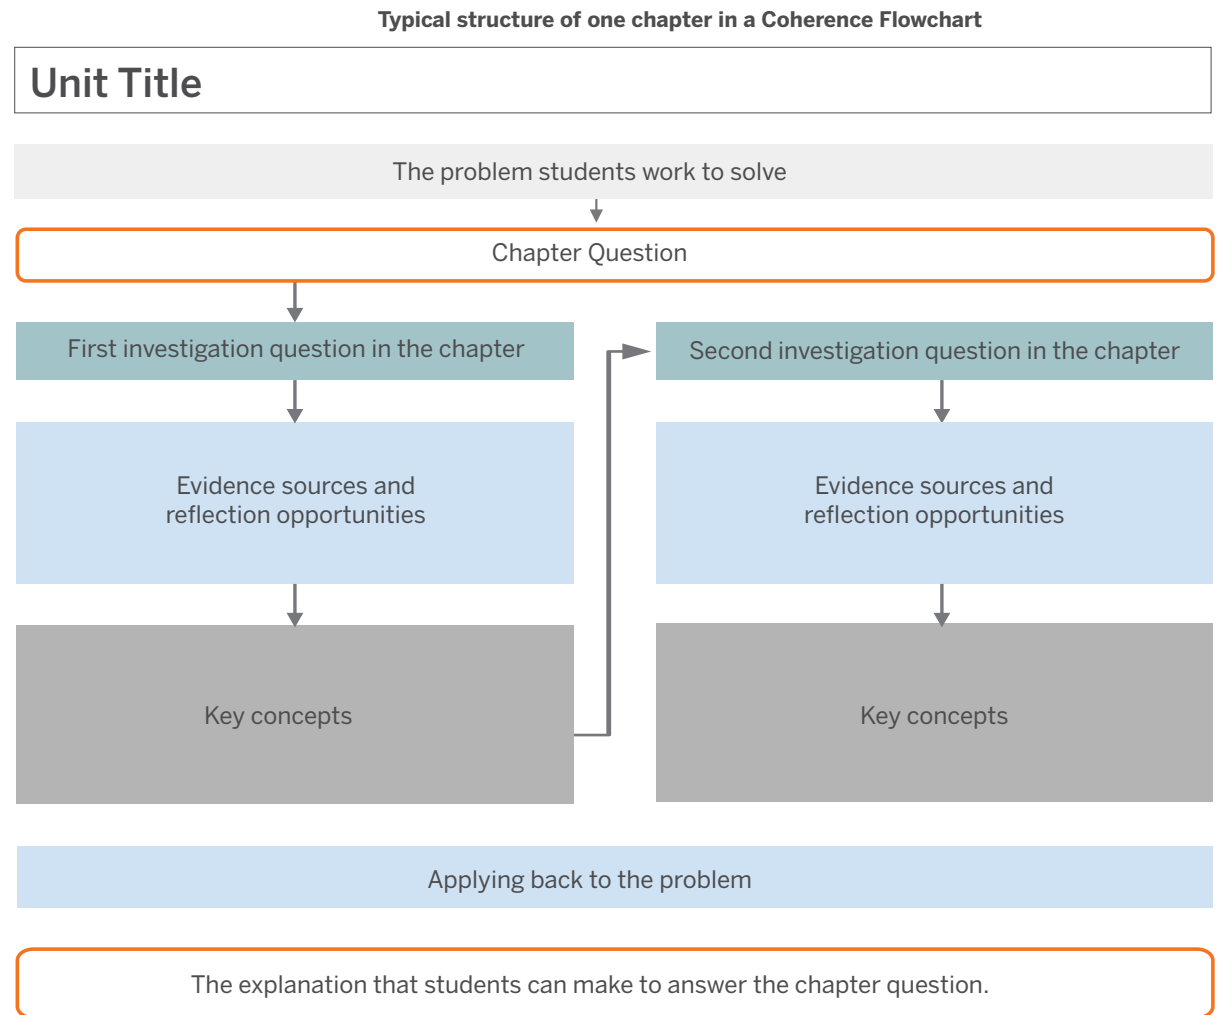 Typical structure of one chapter in a Coherence Flowchart
Unit Title
The problem students work to solve
Chapter Question
First investigation question in the chapter
Evidence sources and
reflection opportunities
Key concepts
Second investigation question in the chapter
Evidence sources and
reflection opportunities
Key concepts
Applying back to the problem
The explanation that students can make to answer the chapter question.